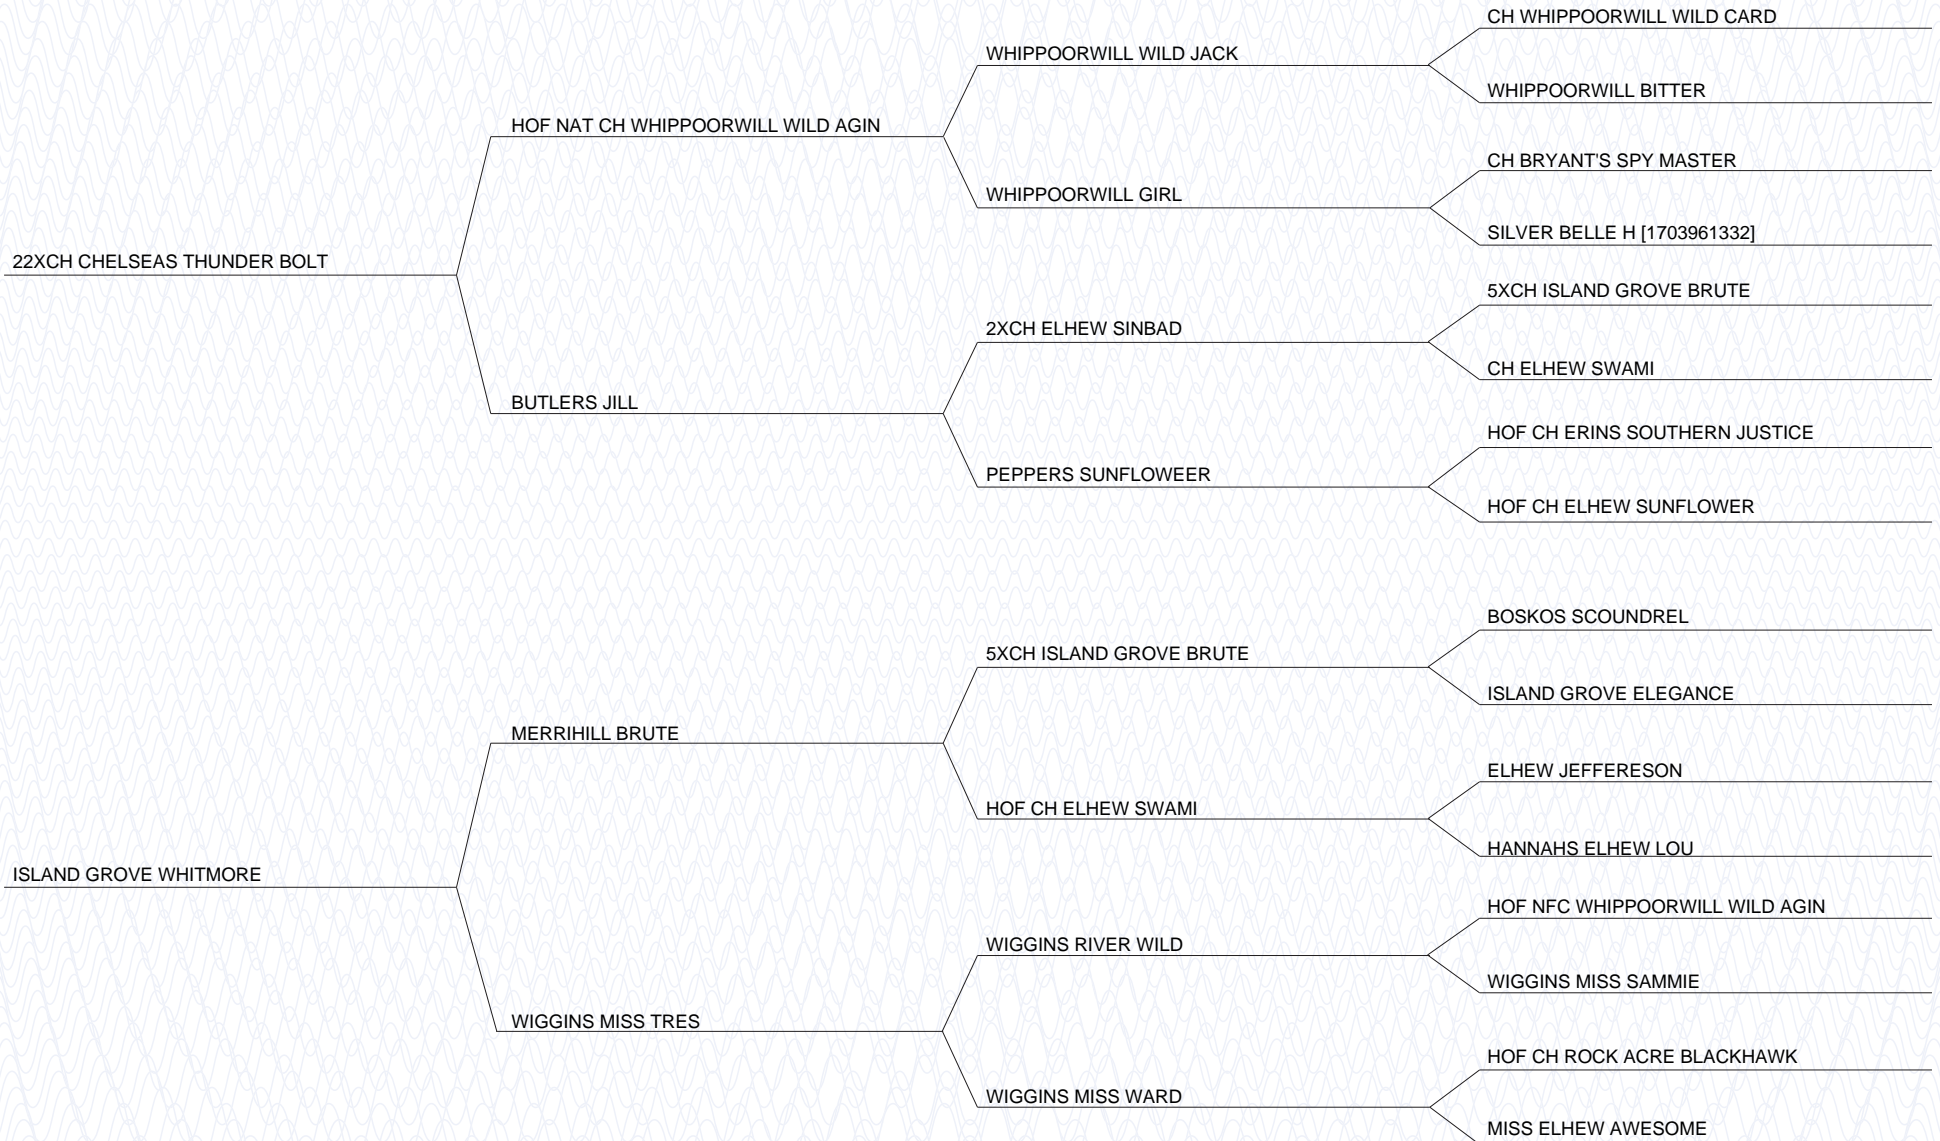 CH WHIPPOORWILL WILD CARD
WHIPPOORWILL WILD JACK
WHIPPOORWILL BITTER
HOF NAT CH WHIPPOORWILL WILD AGIN
CH BRYANT'S SPY MASTER
WHIPPOORWILL GIRL
SILVER BELLE H [1703961332]
22XCH CHELSEAS THUNDER BOLT
5XCH ISLAND GROVE BRUTE
2XCH ELHEW SINBAD
CH ELHEW SWAMI
BUTLERS JILL
HOF CH ERINS SOUTHERN JUSTICE
PEPPERS SUNFLOWEER
HOF CH ELHEW SUNFLOWER
BOSKOS SCOUNDREL
5XCH ISLAND GROVE BRUTE
ISLAND GROVE ELEGANCE
MERRIHILL BRUTE
ELHEW JEFFERESON
HOF CH ELHEW SWAMI
HANNAHS ELHEW LOU
ISLAND GROVE WHITMORE
HOF NFC WHIPPOORWILL WILD AGIN
WIGGINS RIVER WILD
WIGGINS MISS SAMMIE
WIGGINS MISS TRES
HOF CH ROCK ACRE BLACKHAWK
WIGGINS MISS WARD
MISS ELHEW AWESOME